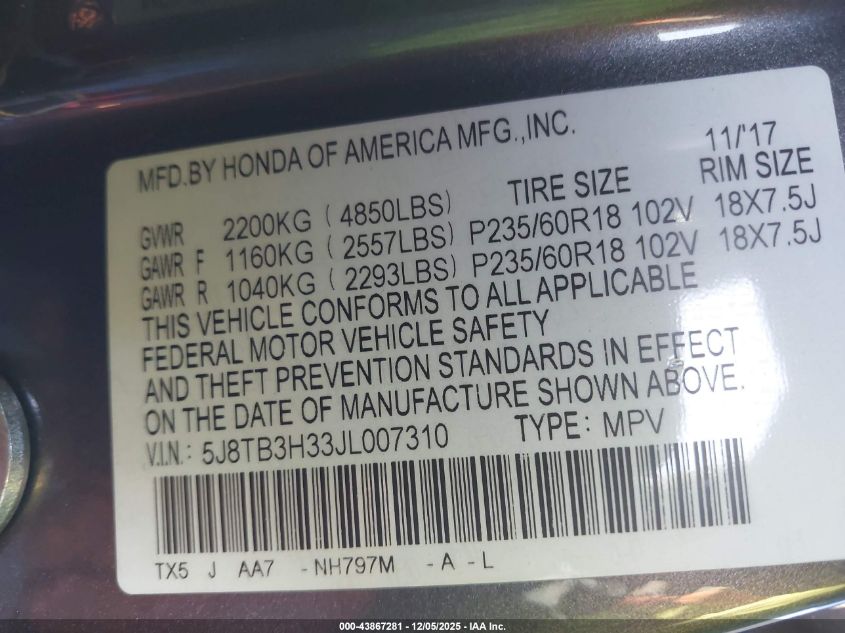 MFD.BY HONDA OF AMERICA MFG.,INC.
11/'17
TIRE SIZE RIM SIZE
GVWR 2200KG ( 4850LBS)
GAWR F 1160KG ( 2557LBS) P235/60R18 102V 18X7.5J
GAWR R 1040KG ( 2293LBS) P235/60R18 102V 18X7.5J
THIS VEHICLE CONFORMS TO ALL APPLICABLE
FEDERAL MOTOR VEHICLE SAFETY
AND THEFT PREVENTION STANDARDS IN EFFECT
ON THE DATE OF MANUFACTURE SHOWN ABOVE.
V.I.N.: 5J8TB3H33JL007310 TYPE: MPV
TX5 J AA7 -NH797M -A -L
000-43867281 - 12/05/2025 - IAA Inc.